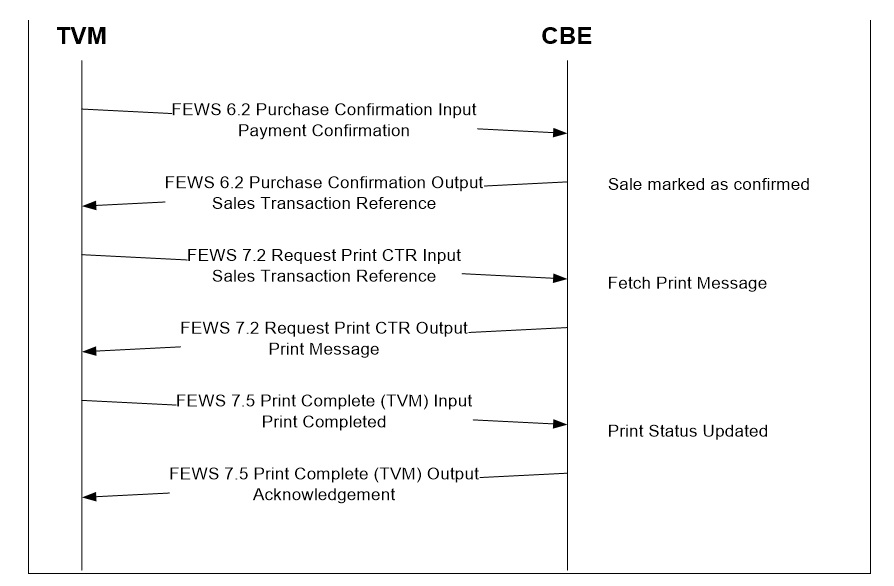 TVM
CBE
FEWS 6.2 Purchase Confirmation Input
Payment Confirmation
FEWS 6.2 Purchase Confirmation Output
Sales Transaction Reference
Sale marked as confirmed
FEWS 7.2 Request Print CTR Input
Sales Transaction Reference
Fetch Print Message
FEWS 7.2 Request Print CTR Output
Print Message
FEWS 7.5 Print Complete (TVM) Input
Print Completed
Print Status Updated
FEWS 7.5 Print Complete (TVM) Output
Acknowledgement